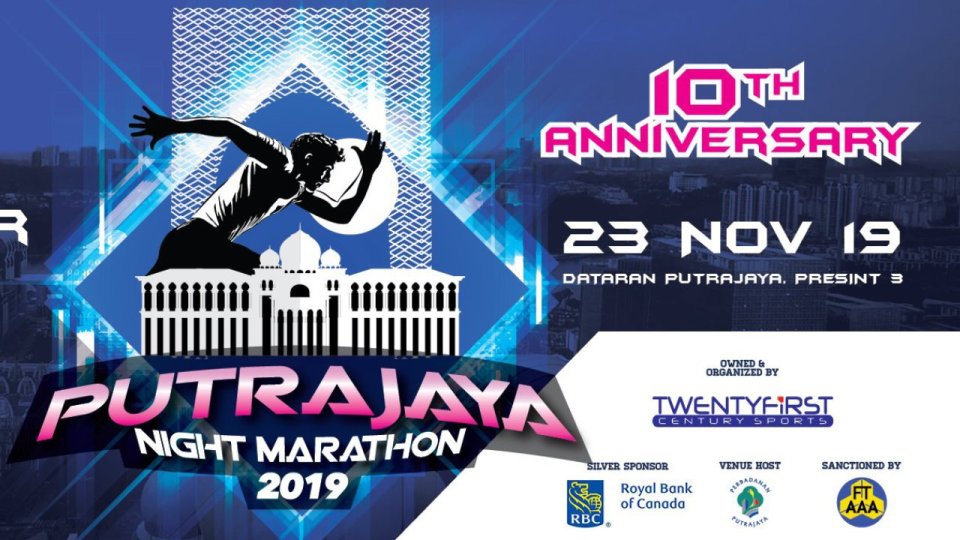 R
10TH
ANNIVERSARY
23 NOV 19
DATARAN PUTRAJAYA, PRESINT 3
PUTRAJAYA
NIGHT MARATHON
2019
OWNED &
ORGANIZED BY
TWENTYFiRST
CENTURY SPORTS
SILVER SPONSOR
RBC
Royal Bank
of Canada
VENUE HOST
PERBADANAN
PUTRAJAYA
SANCTIONED BY
FT
AAA